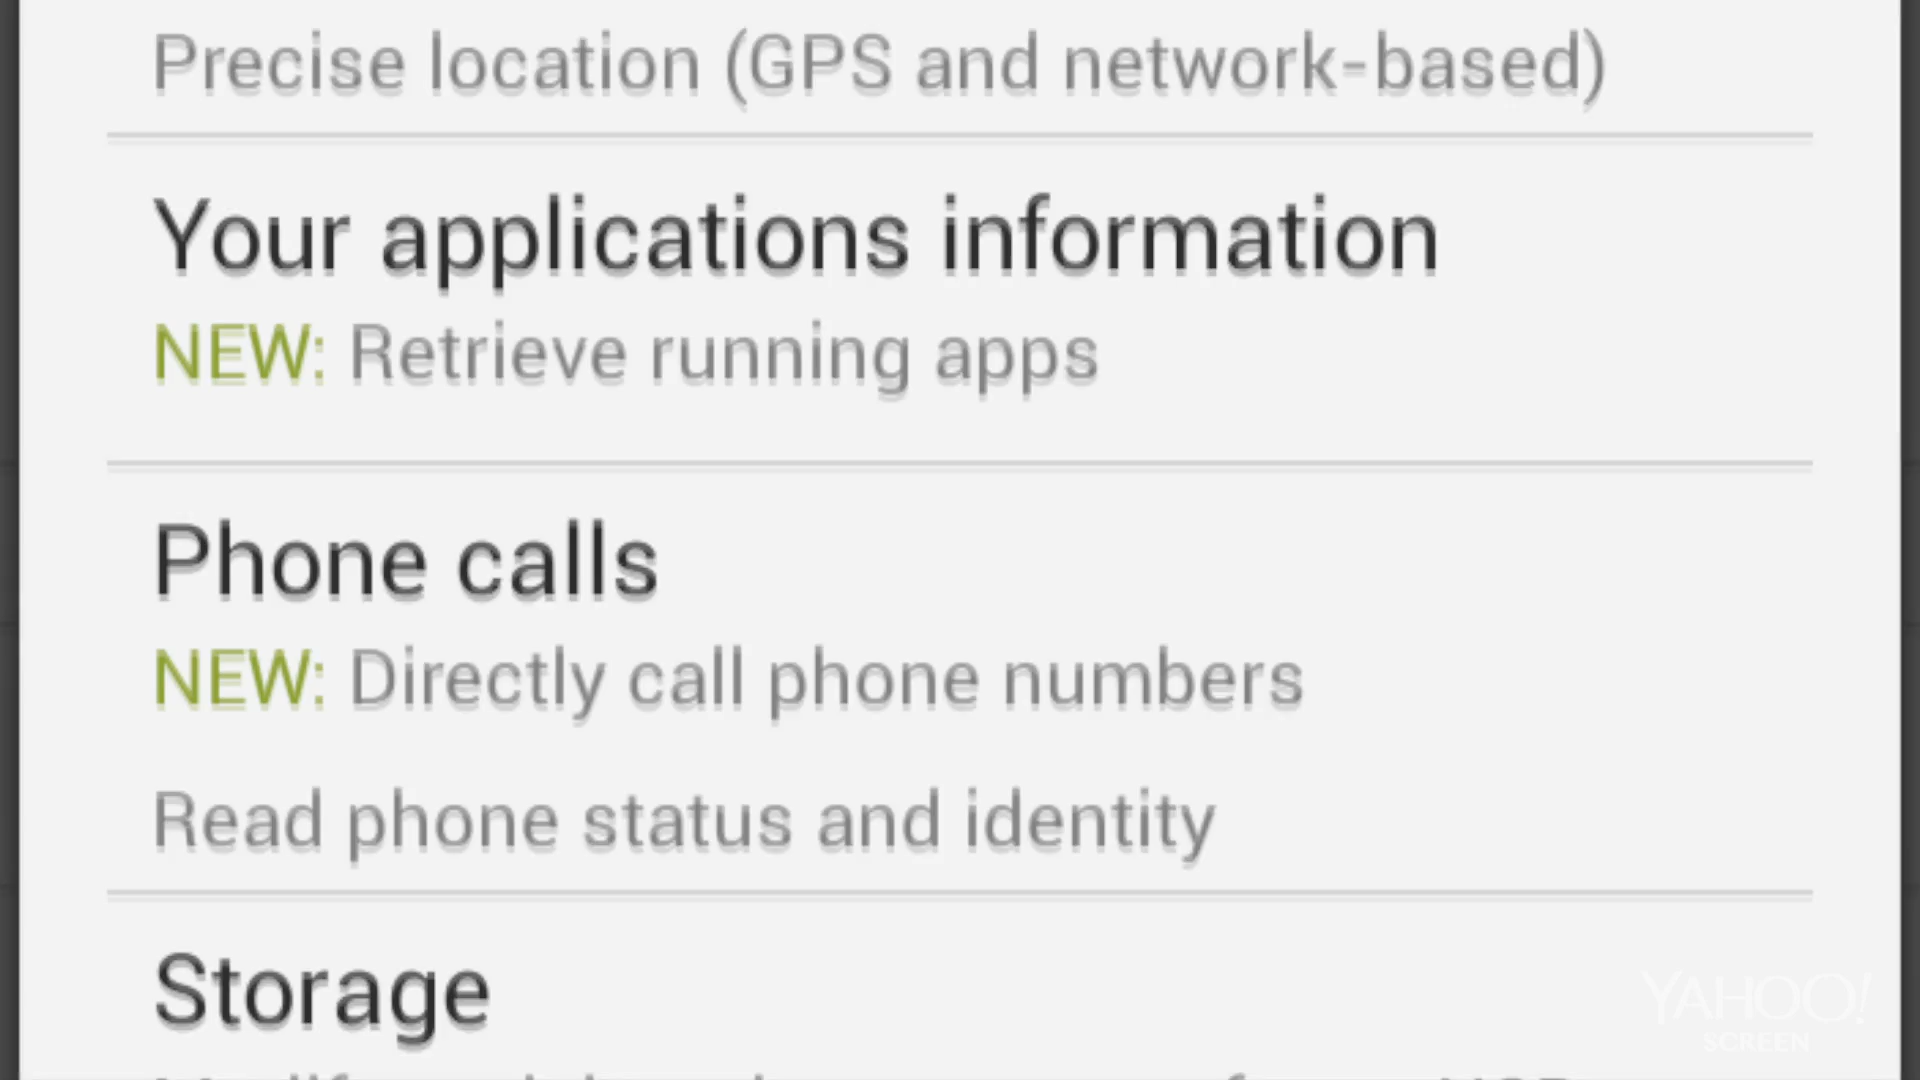 Precise location (GPS and network-based)
Your applications information
NEW: Retrieve running apps
Phone calls
NEW: Directly call phone numbers
Read phone status and identity
Storage
YAHOO!
SCREEN